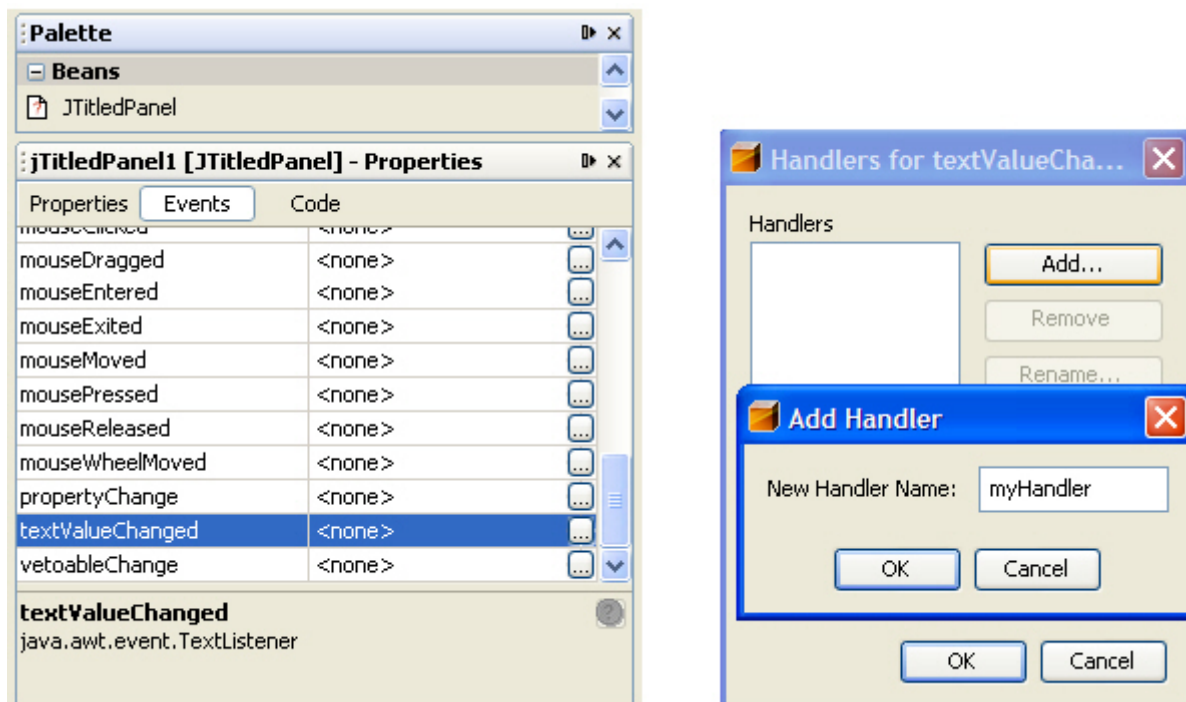 Palette
Beans
JTitledPanel
jTitledPanel1 [JTitledPanel] - Properties
Properties Events Code
mouseClicked <none> ...
mouseDragged <none> ...
mouseEntered <none> ...
mouseExited <none> ...
mouseMoved <none> ...
mousePressed <none> ...
mouseReleased <none> ...
mouseWheelMoved <none> ...
propertyChange <none> ...
textValueChanged <none> ...
vetoableChange <none> ...
textValueChanged
java.awt.event.TextListener
Handlers for textValueCha...
Handlers
Add...
Remove
Rename...
Add Handler
New Handler Name: myHandler
OK Cancel
OK Cancel